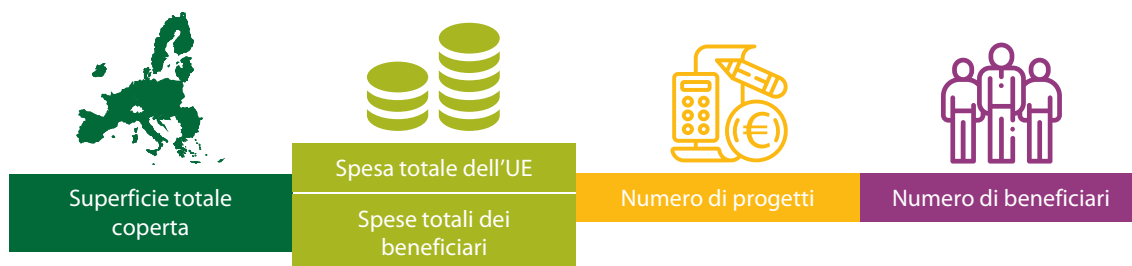 Superficie totale
coperta
Spesa totale dell'UE
Spese totali dei
beneficiari
€
Numero di progetti
Numero di beneficiari